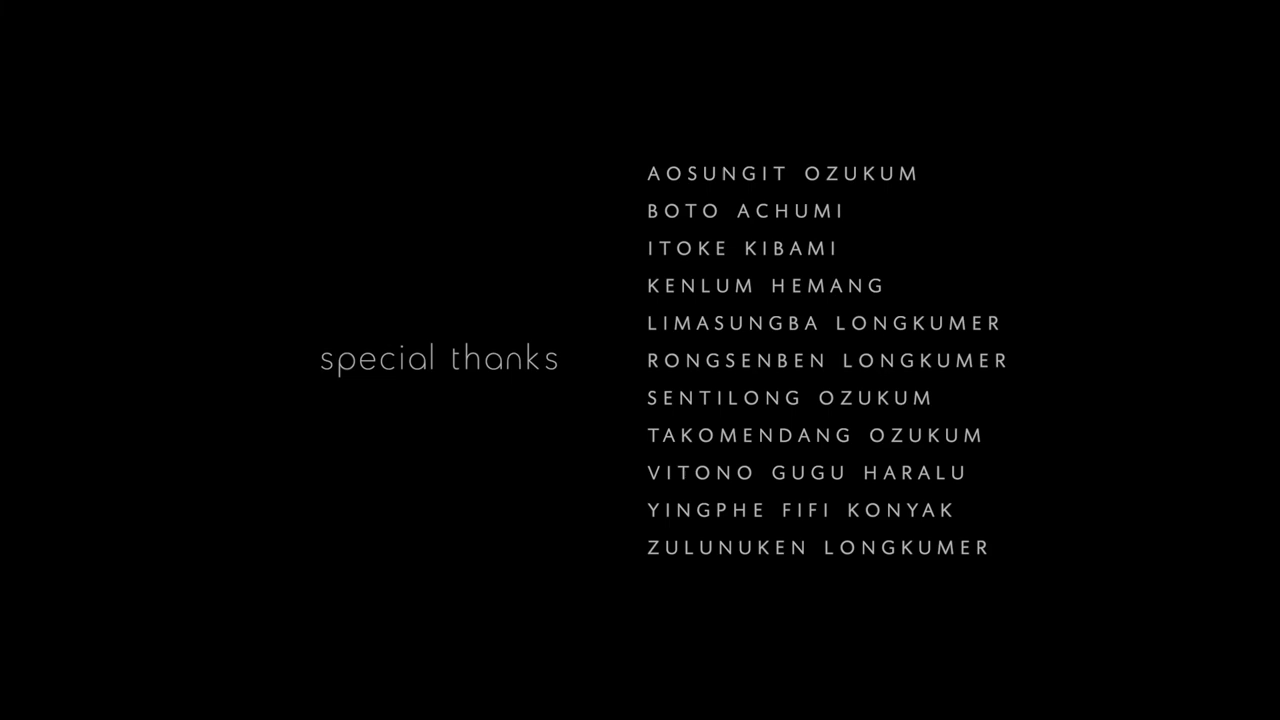 special thanks
AOSUNGIT OZUKUM
BOTO ACHUMI
ITOKE KIBAMI
KENLUM HEMANG
LIMASUNGBA LONGKUMER
RONGSENBEN LONGKUMER
SENTILONG OZUKUM
TAKOMENDANG OZUKUM
VITONO GUGU HARALU
YINGPHE FIFI KONYAK
ZULUNUKEN LONGKUMER